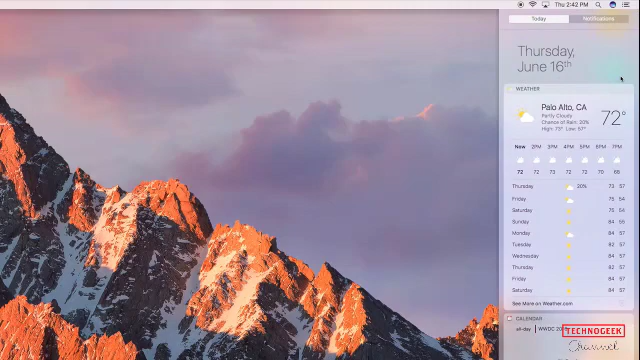 Thu 2:42 PM
Today Notifications
Thursday,
June 16th
WEATHER
Palo Alto, CA
Partly Cloudy
Chance of Rain: 20%
High: 73° Low: 57°
72°
Now 2PM 3PM 4PM 5PM 6PM 7PM
72 72 73 72 72 70 68
Thursday 20% 73 57
Friday 75 54
Saturday 75 54
Sunday 84 55
Monday 84 57
Tuesday 82 57
Wednesday 84 57
Thursday 84 57
Friday 84 57
Saturday 84 57
See More on Weather.com
CALENDAR
all-day WWDC 20
TECHNOGEEK
Channel